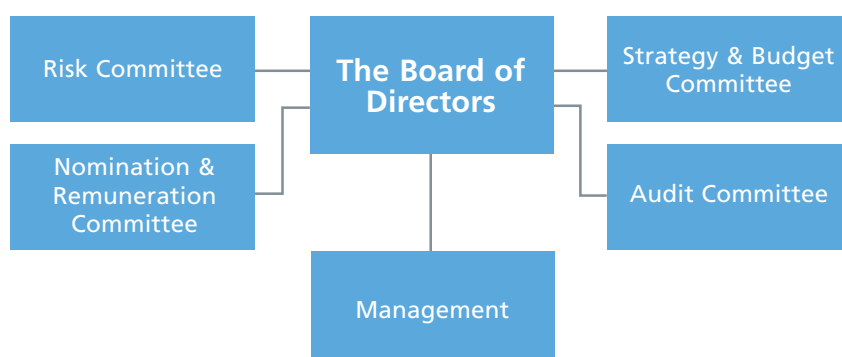 Risk Committee
The Board of
Directors
Strategy & Budget
Committee
Nomination &
Remuneration
Committee
Audit Committee
Management